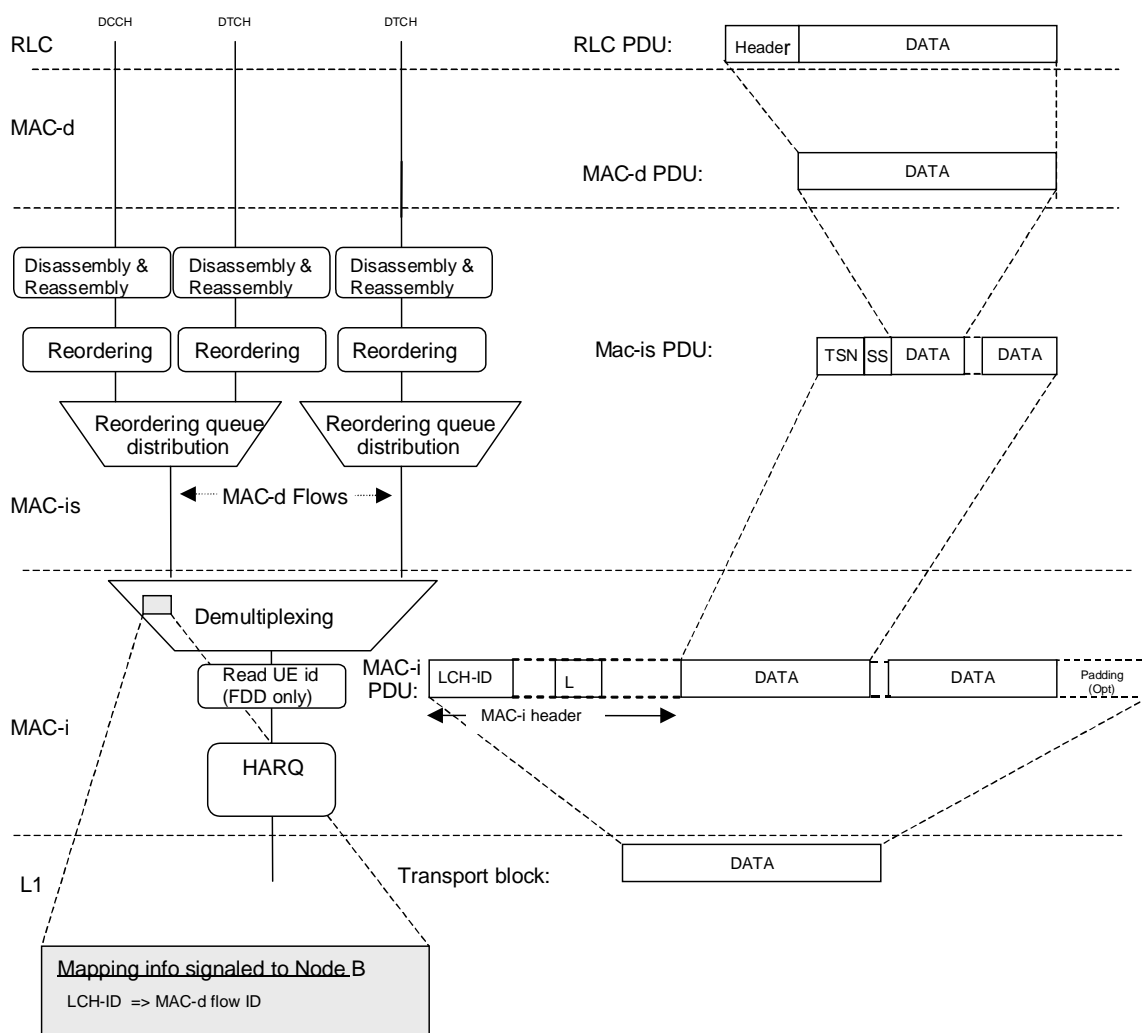 DCCH DTCH DTCH
RLC
RLC PDU:
Header DATA
MAC-d
MAC-d PDU:
DATA
Disassembly &
Reassembly
Disassembly &
Reassembly
Disassembly &
Reassembly
Reordering Reordering Reordering
Mac-is PDU:
TSN SS DATA DATA
Reordering queue
distribution
Reordering queue
distribution
MAC-d Flows
MAC-is
Demultiplexing
Read UE id
(FDD only)
MAC-i
PDU:
LCH-ID L DATA DATA
Padding
(Opt)
MAC-i header
MAC-i
HARQ
L1
Transport block:
DATA
Mapping info signaled to Node B
LCH-ID => MAC-d flow ID